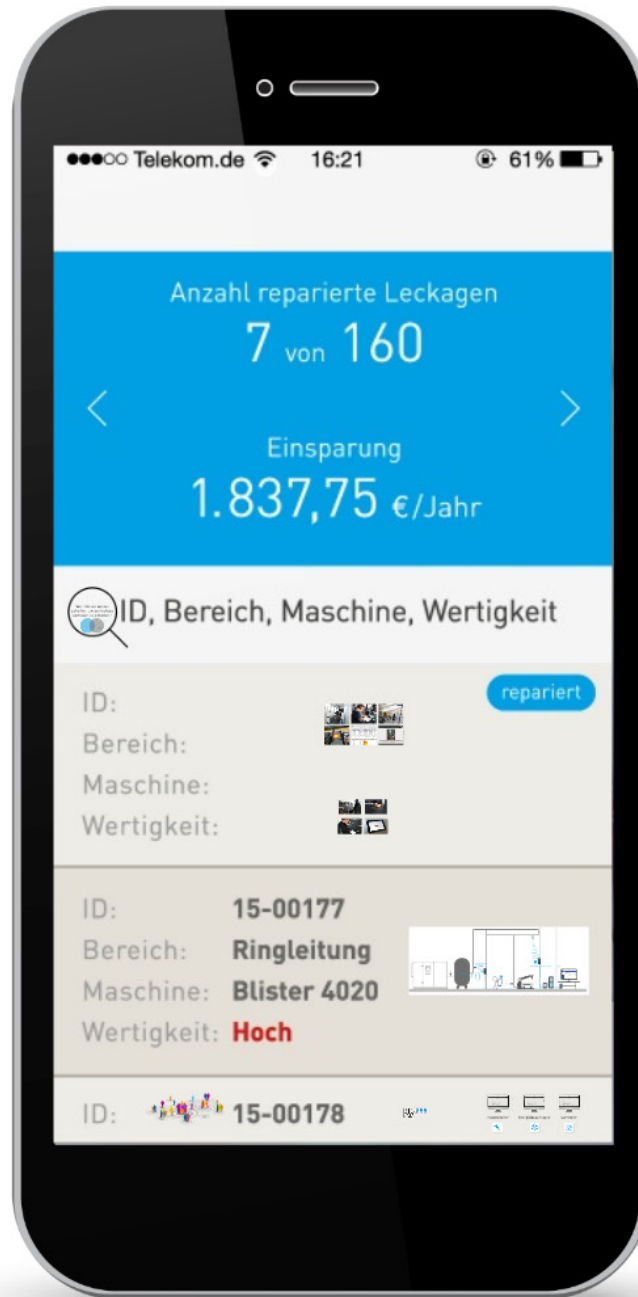 Telekom.de 16:21 61%
Anzahl reparierte Leckagen
7 von 160
Einsparung
1.837,75 €/Jahr
ID, Bereich, Maschine, Wertigkeit
repariert
ID:
Bereich:
Maschine:
Wertigkeit:
ID: 15-00177
Bereich: Ringleitung
Maschine: Blister 4020
Wertigkeit: Hoch
ID: 15-00178